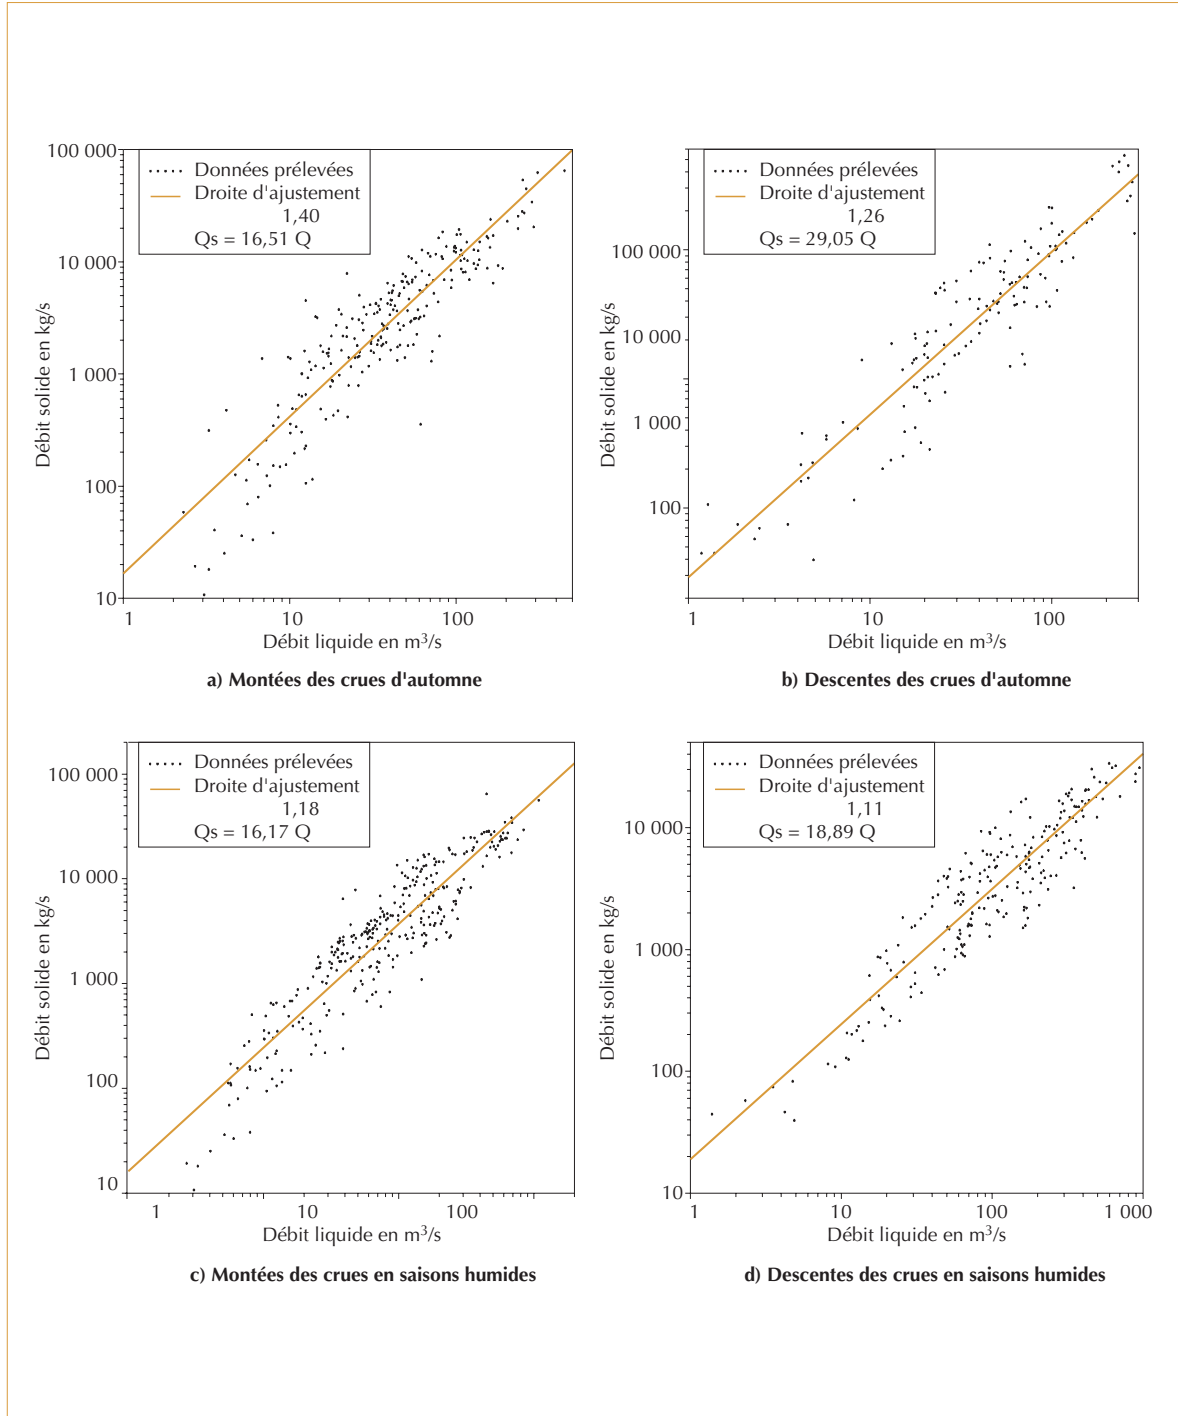 100 000
10 000
1 000
100
10
Débit solide en kg/s
Données prélevées
Droite d'ajustement
1,40
Qs = 16,51 Q
1
10
100
Débit liquide en m³/s
a) Montées des crues d'automne
100 000
10 000
1 000
100
Débit solide en kg/s
Données prélevées
Droite d'ajustement
1,26
Qs = 29,05 Q
1
10
100
Débit liquide en m³/s
b) Descentes des crues d'automne
100 000
10 000
1 000
100
10
Débit solide en kg/s
Données prélevées
Droite d'ajustement
1,18
Qs = 16,17 Q
1
10
100
Débit liquide en m³/s
c) Montées des crues en saisons humides
10 000
1 000
100
10
Débit solide en kg/s
Données prélevées
Droite d'ajustement
1,11
Qs = 18,89 Q
1
10
100
1 000
Débit liquide en m³/s
d) Descentes des crues en saisons humides